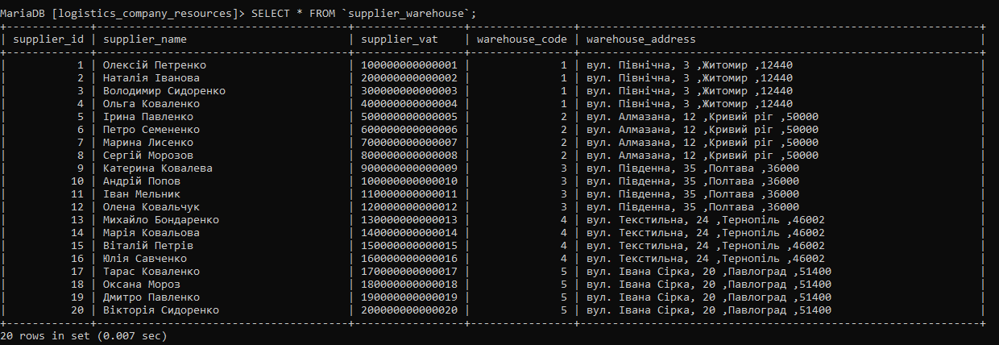 MariaDB [logistics_company_resources]> SELECT * FROM `supplier_warehouse`;
| supplier_id | supplier_name | supplier_vat | warehouse_code | warehouse_address |
| 1 | Олексій Петренко | 100000000000001 | 1 | вул. Північна, 3 ,Житомир ,12440
| 2 | Наталія Іванова | 200000000000002 | 1 | вул. Північна, 3 ,Житомир ,12440
| 3 | Володимир Сидоренко | 300000000000003 | 1 | вул. Північна, 3 ,Житомир ,12440
| 4 | Ольга Коваленко | 400000000000004 | 1 | вул. Північна, 3 ,Житомир ,12440
| 5 | Ірина Павленко | 500000000000005 | 2 | вул. Алмазана, 12 ,Кривий ріг ,50000
| 6 | Петро Семененко | 600000000000006 | 2 | вул. Алмазана, 12 ,Кривий ріг ,50000
| 7 | Марина Лисенко | 700000000000007 | 2 | вул. Алмазана, 12 ,Кривий ріг ,50000
| 8 | Сергій Морозов | 800000000000008 | 2 | вул. Алмазана, 12 ,Кривий ріг ,50000
| 9 | Катерина Ковалева | 900000000000009 | 3 | вул. Південна, 35 ,Полтава ,36000
| 10 | Андрій Попов | 100000000000010 | 3 | вул. Південна, 35 ,Полтава ,36000
| 11 | Іван Мельник | 110000000000011 | 3 | вул. Південна, 35 ,Полтава ,36000
| 12 | Олена Ковальчук | 120000000000012 | 3 | вул. Південна, 35 ,Полтава ,36000
| 13 | Михайло Бондаренко | 130000000000013 | 4 | вул. Текстильна, 24 ,Тернопіль ,46002
| 14 | Марія Ковальова | 140000000000014 | 4 | вул. Текстильна, 24 ,Тернопіль ,46002
| 15 | Віталій Петрів | 150000000000015 | 4 | вул. Текстильна, 24 ,Тернопіль ,46002
| 16 | Юлія Савченко | 160000000000016 | 4 | вул. Текстильна, 24 ,Тернопіль ,46002
| 17 | Тарас Коваленко | 170000000000017 | 5 | вул. Івана Сірка, 20 ,Павлоград ,51400
| 18 | Оксана Мороз | 180000000000018 | 5 | вул. Івана Сірка, 20 ,Павлоград ,51400
| 19 | Дмитро Павленко | 190000000000019 | 5 | вул. Івана Сірка, 20 ,Павлоград ,51400
| 20 | Вікторія Сидоренко | 200000000000020 | 5 | вул. Івана Сірка, 20 ,Павлоград ,51400
20 rows in set (0.007 sec)